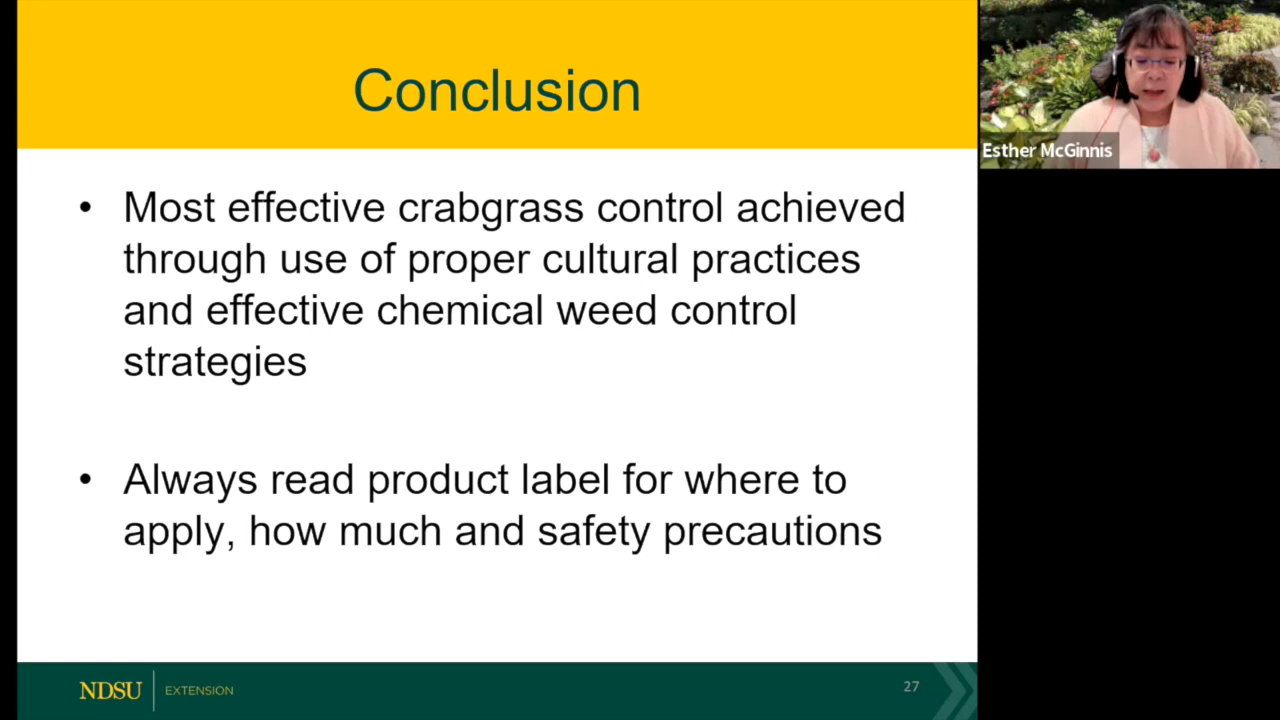 Conclusion
• Most effective crabgrass control achieved
through use of proper cultural practices
and effective chemical weed control
strategies
• Always read product label for where to
apply, how much and safety precautions
NDSU EXTENSION
27
Esther McGinnis